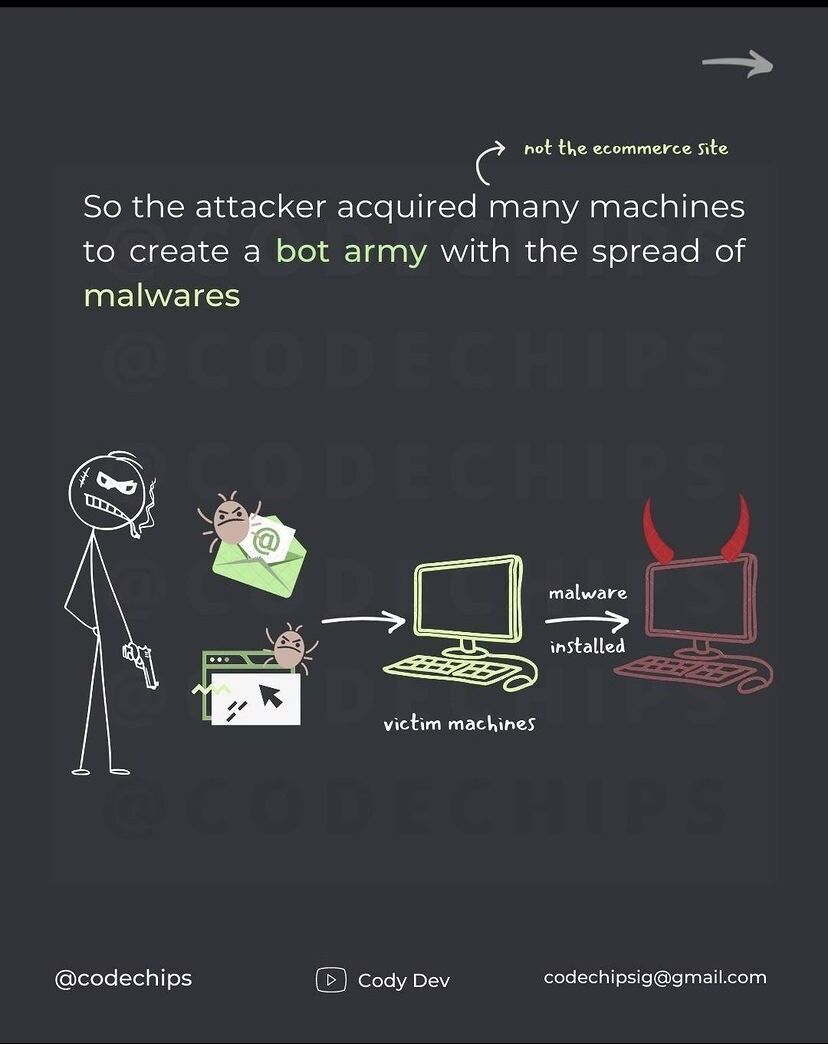 not the ecommerce site
So the attacker acquired many machines
to create a bot army with the spread of
malwares
@CODECHIPS
@CODECHIPS
@CODECHIPS
@
malware
installed
victim machines
@CODECHIPS
@CODECHIPS
@codechips
Cody Dev
codechipsig@gmail.com